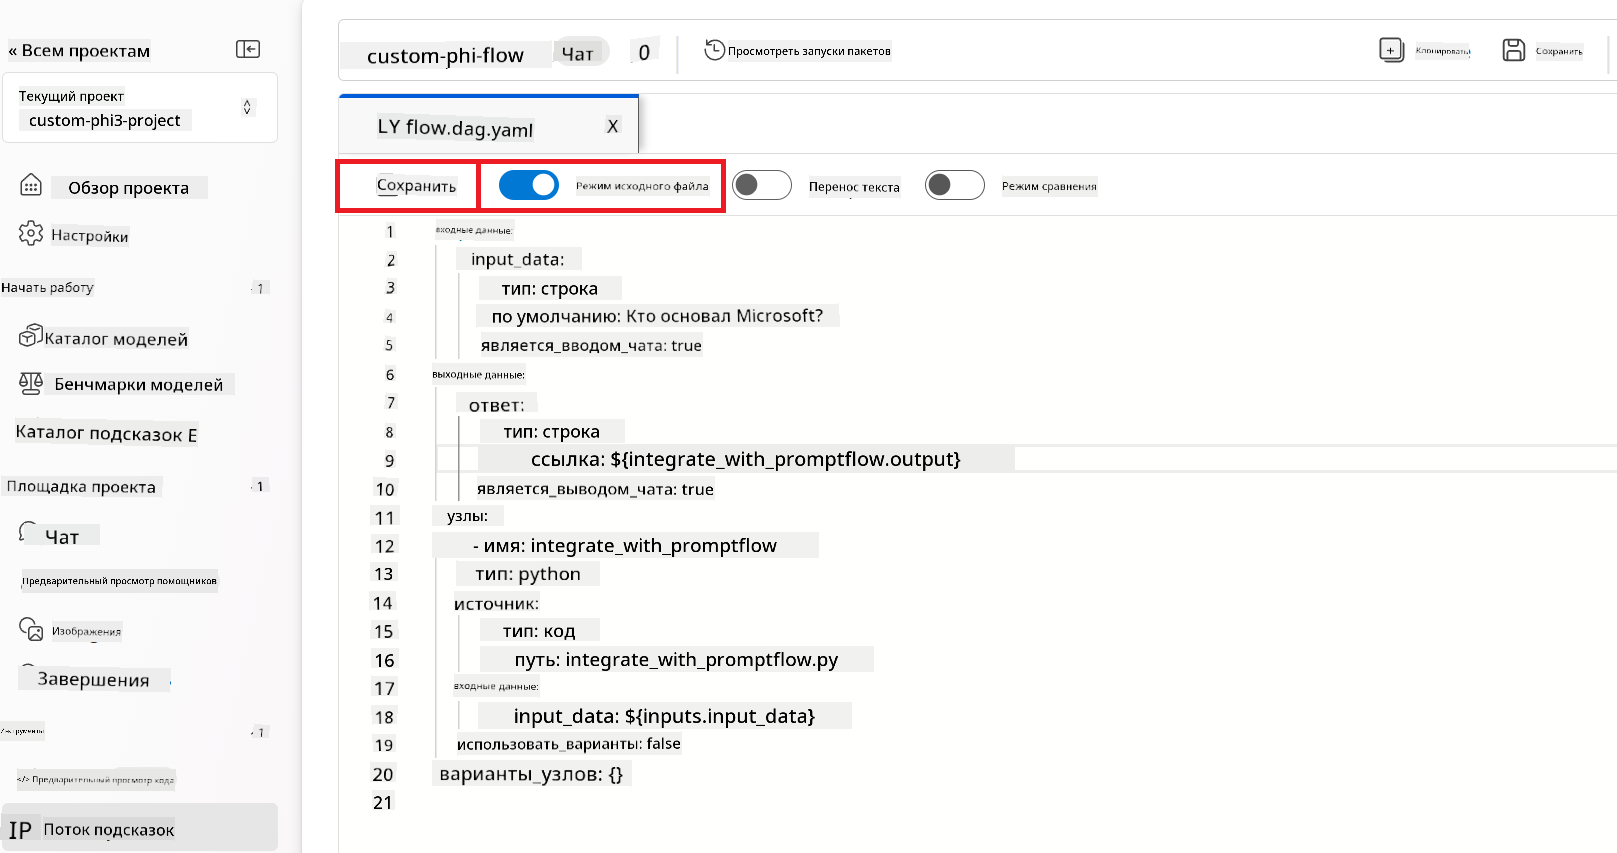 « Всем проектам
Текущий проект
custom-phi3-project
Обзор проекта
Настройки
Начать работу
1
Каталог моделей
Бенчмарки моделей
Каталог подсказок E
Площадка проекта
1
Чат
Предварительный просмотр помощников
Изображения
Завершения
Инструменты
1
</> Предварительный просмотр кода
IP Поток подсказок
custom-phi-flow Чат 0 Просмотреть запуски пакетов Клонировать Сохранить
LY flow.dag.yaml X
Сохранить Режим исходного файла Перенос текста Режим сравнения
1 входные данные:
2 input_data:
3 тип: строка
4 по умолчанию: Кто основал Microsoft?
5 является_вводом_чата: true
6 выходные данные:
7 ответ:
8 тип: строка
9 ссылка: ${integrate_with_promptflow.output}
10 является_выводом_чата: true
11 узлы:
12 - имя: integrate_with_promptflow
13 тип: python
14 источник:
15 тип: код
16 путь: integrate_with_promptflow.py
17 входные данные:
18 input_data: ${inputs.input_data}
19 использовать_варианты: false
20 варианты_узлов: {}
21